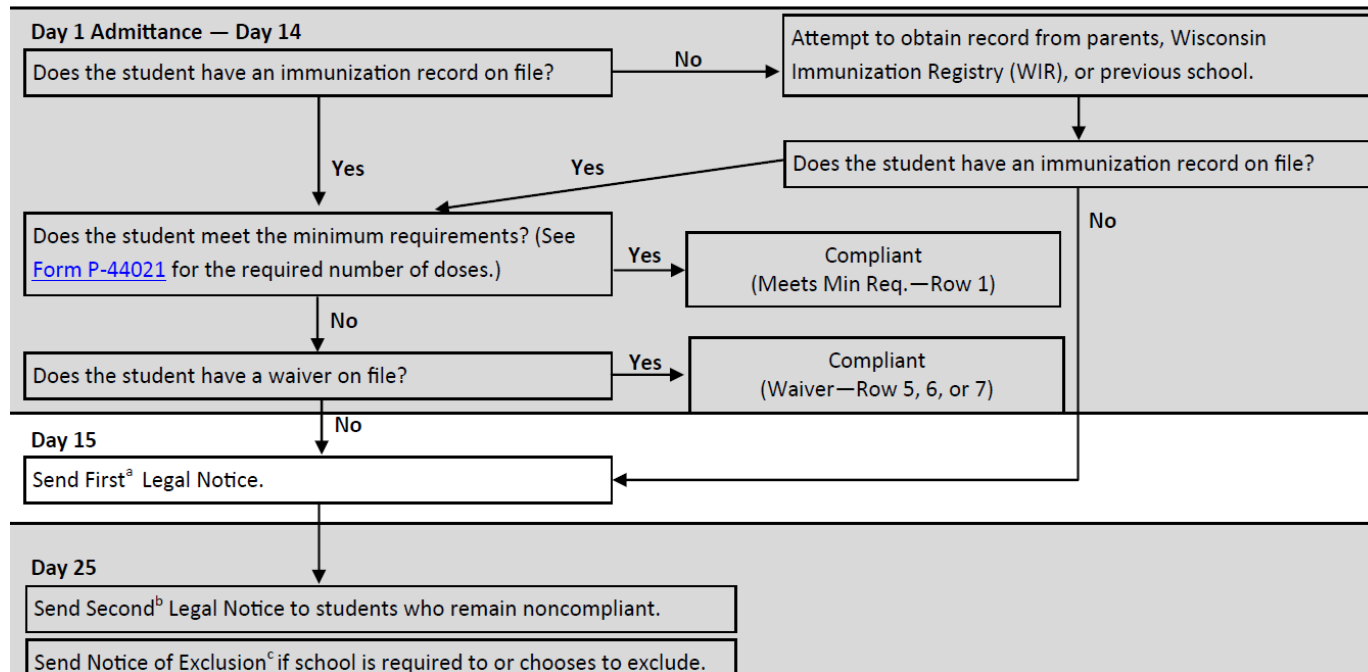 Day 1 Admittance — Day 14
Does the student have an immunization record on file?
No
Attempt to obtain record from parents, Wisconsin
Immunization Registry (WIR), or previous school.
Yes
Yes
Does the student have an immunization record on file?
No
Does the student meet the minimum requirements? (See
Form P-44021 for the required number of doses.)
Yes
Compliant
(Meets Min Req.—Row 1)
No
Does the student have a waiver on file?
Yes
Compliant
(Waiver—Row 5, 6, or 7)
No
Day 15
Send Firstᵃ Legal Notice.
Day 25
Send Secondᵇ Legal Notice to students who remain noncompliant.
Send Notice of Exclusionᶜ if school is required to or chooses to exclude.